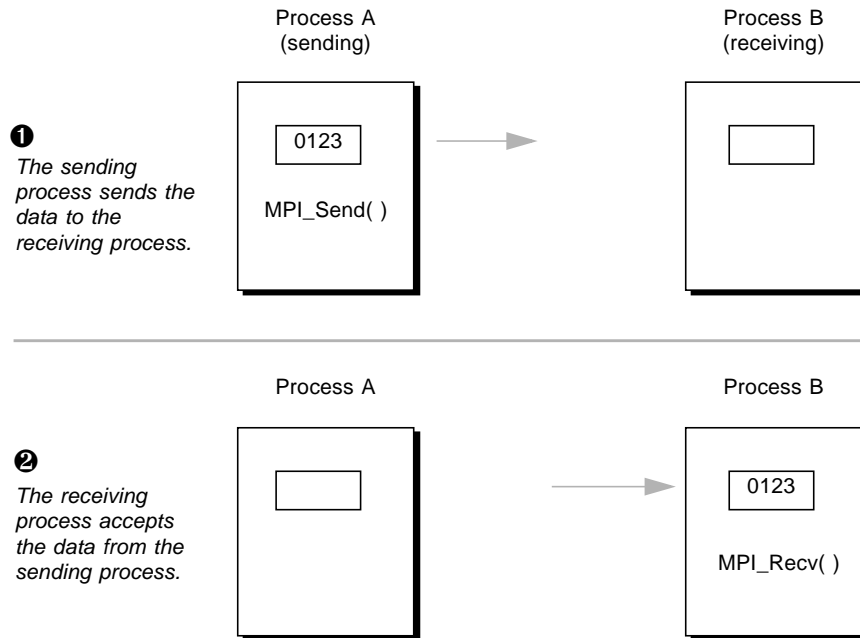 Process A
(sending)
Process B
(receiving)
❶
The sending
process sends the
data to the
receiving process.
0123
MPI_Send( )
Process A
Process B
❷
The receiving
process accepts
the data from the
sending process.
0123
MPI_Recv( )